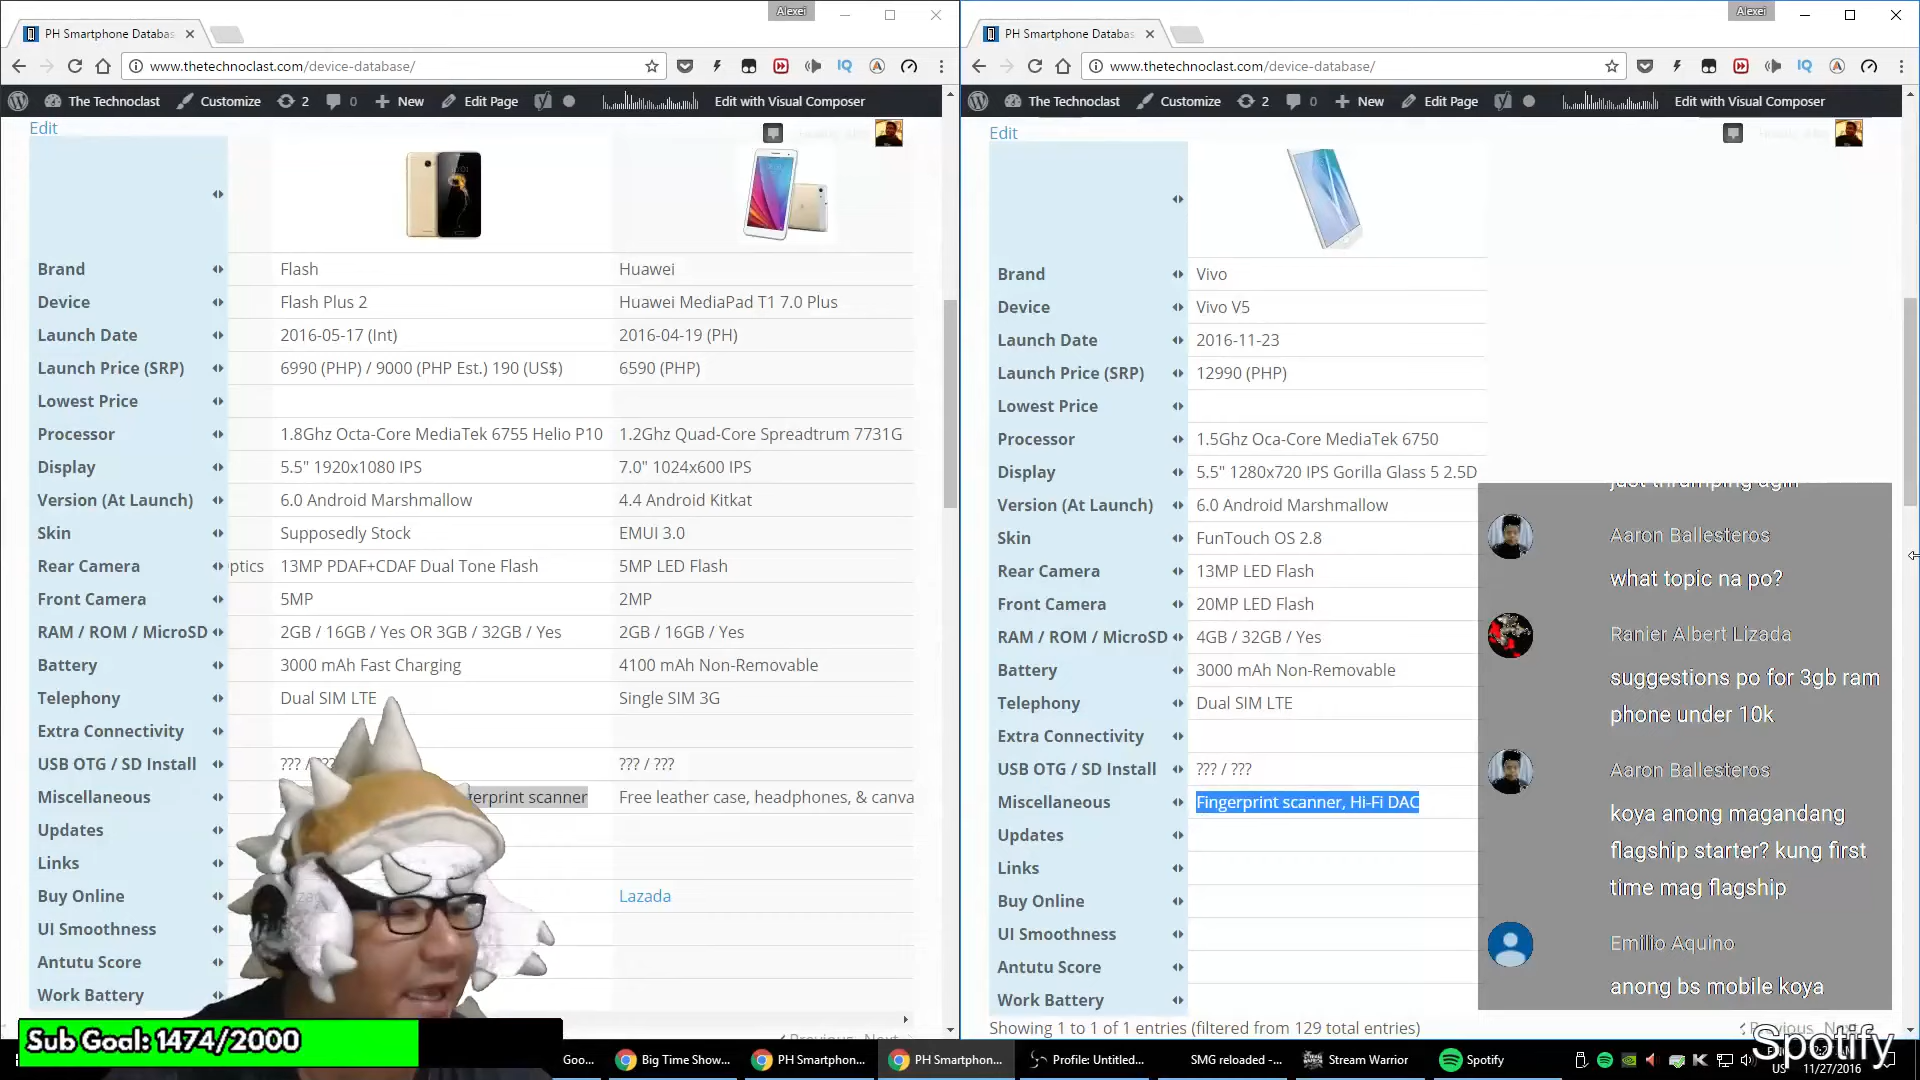 Alexei
PH Smartphone Databas
www.thetechnoclast.com/device-database/
The Technoclast
Customize
2
0
New
Edit Page
Edit with Visual Composer
Edit
Brand Flash Huawei
Device Flash Plus 2 Huawei MediaPad T1 7.0 Plus
Launch Date 2016-05-17 (Int) 2016-04-19 (PH)
Launch Price (SRP) 6990 (PHP) / 9000 (PHP Est.) 190 (US$) 6590 (PHP)
Lowest Price
Processor 1.8Ghz Octa-Core MediaTek 6755 Helio P10 1.2Ghz Quad-Core Spreadtrum 7731G
Display 5.5" 1920x1080 IPS 7.0" 1024x600 IPS
Version (At Launch) 6.0 Android Marshmallow 4.4 Android Kitkat
Skin Supposedly Stock EMUI 3.0
Rear Camera ptics 13MP PDAF+CDAF Dual Tone Flash 5MP LED Flash
Front Camera 5MP 2MP
RAM / ROM / MicroSD 2GB / 16GB / Yes OR 3GB / 32GB / Yes 2GB / 16GB / Yes
Battery 3000 mAh Fast Charging 4100 mAh Non-Removable
Telephony Dual SIM LTE Single SIM 3G
Extra Connectivity
USB OTG / SD Install ??? / ??? ??? / ???
Miscellaneous gerprint scanner Free leather case, headphones, & canva
Updates
Links
Buy Online Lazada
UI Smoothness
Antutu Score
Work Battery
Alexei
PH Smartphone Databas
www.thetechnoclast.com/device-database/
The Technoclast
Customize
2
0
New
Edit Page
Edit with Visual Composer
Edit
Brand Vivo
Device Vivo V5
Launch Date 2016-11-23
Launch Price (SRP) 12990 (PHP)
Lowest Price
Processor 1.5Ghz Oca-Core MediaTek 6750
Display 5.5" 1280x720 IPS Gorilla Glass 5 2.5D
Version (At Launch) 6.0 Android Marshmallow
Skin FunTouch OS 2.8
Rear Camera 13MP LED Flash
Front Camera 20MP LED Flash
RAM / ROM / MicroSD 4GB / 32GB / Yes
Battery 3000 mAh Non-Removable
Telephony Dual SIM LTE
Extra Connectivity
USB OTG / SD Install ??? / ???
Miscellaneous Fingerprint scanner, Hi-Fi DAC
Updates
Links
Buy Online
UI Smoothness
Antutu Score
Work Battery
Showing 1 to 1 of 1 entries (filtered from 129 total entries)
Previous
Aaron Ballesteros
what topic na po?
Ranier Albert Lizada
suggestions po for 3gb ram
phone under 10k
Aaron Ballesteros
koya anong magandang
flagship starter? kung first
time mag flagship
Emilio Aquino
anong bs mobile koya
Sub Goal: 1474/2000
Goo...
Big Time Show...
PH Smartphon...
PH Smartphon...
Profile: Untitled...
SMG reloaded -...
Stream Warrior
Spotify
Spotify
US
11/27/2016